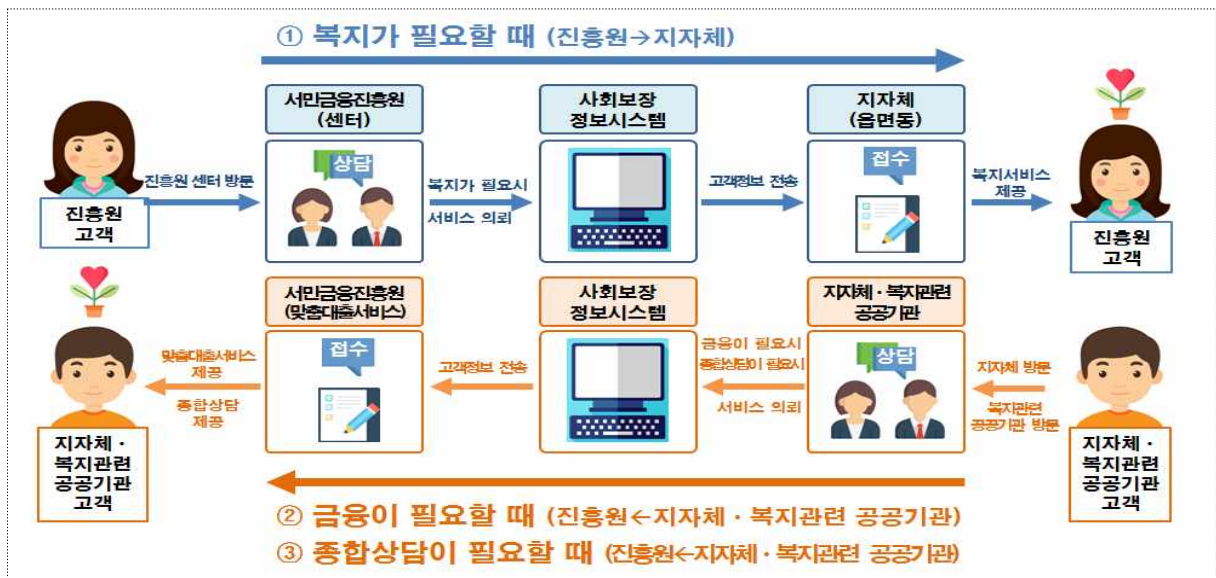 ① 복지가 필요할 때 (진흥원→지자체)
서민금융진흥원
(센터)
사회보장
정보시스템
지자체
(읍면동)
상담
접수
진흥원 센터 방문
복지가 필요시
서비스 의뢰
고객정보 전송
복지서비스
제공
진흥원
고객
진흥원
고객
서민금융진흥원
(맞춤대출서비스)
사회보장
정보시스템
지자체·복지관련
공공기관
접수
상담
맞춤대출서비스
제공
종합상담
제공
고객정보 전송
금융이 필요시
종합상담이 필요시
서비스 의뢰
지자체 방문
복지관련
공공기관 방문
지자체·
복지관련
공공기관
고객
지자체·
복지관련
공공기관
고객
② 금융이 필요할 때 (진흥원←지자체·복지관련 공공기관)
③ 종합상담이 필요할 때 (진흥원←지자체·복지관련 공공기관)